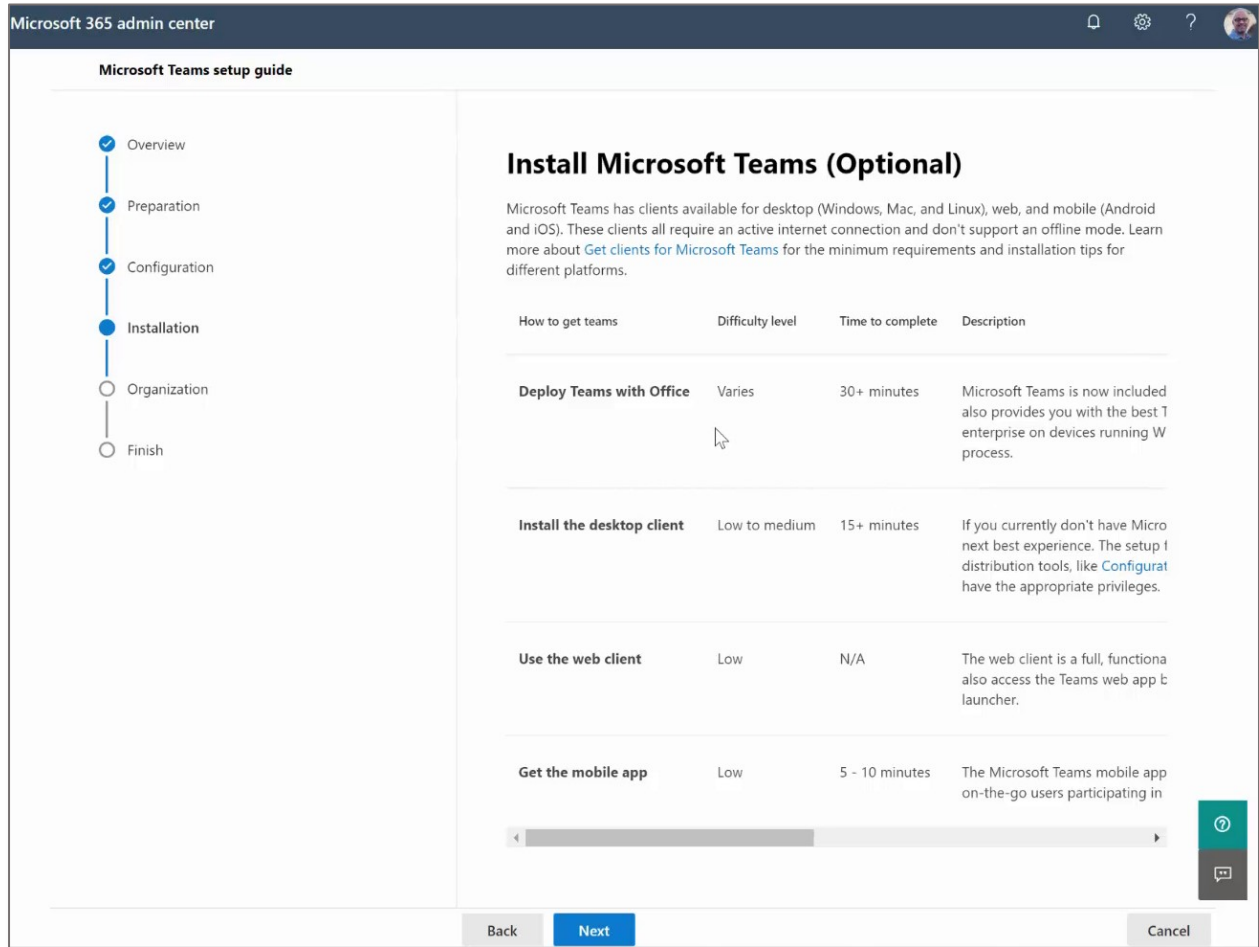 Microsoft 365 admin center
?
Microsoft Teams setup guide
Overview
Preparation
Configuration
Installation
Organization
Finish
Install Microsoft Teams (Optional)
Microsoft Teams has clients available for desktop (Windows, Mac, and Linux), web, and mobile (Android
and iOS). These clients all require an active internet connection and don't support an offline mode. Learn
more about Get clients for Microsoft Teams for the minimum requirements and installation tips for
different platforms.
How to get teams Difficulty level Time to complete Description
Deploy Teams with Office Varies 30+ minutes Microsoft Teams is now included
also provides you with the best T
enterprise on devices running W
process.
Install the desktop client Low to medium 15+ minutes If you currently don't have Micro
next best experience. The setup f
distribution tools, like Configurat
have the appropriate privileges.
Use the web client Low N/A The web client is a full, functiona
also access the Teams web app b
launcher.
Get the mobile app Low 5 - 10 minutes The Microsoft Teams mobile app
on-the-go users participating in
Back Next Cancel